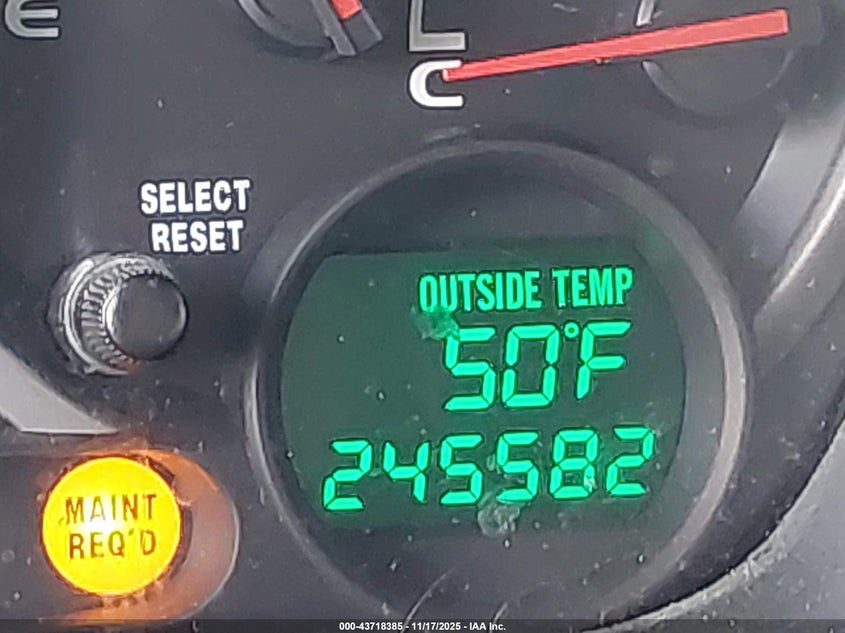 E
C
SELECT
RESET
OUTSIDE TEMP
50°F
245582
MAINT
REQ'D
000-43718385 - 11/17/2025 - IAA Inc.